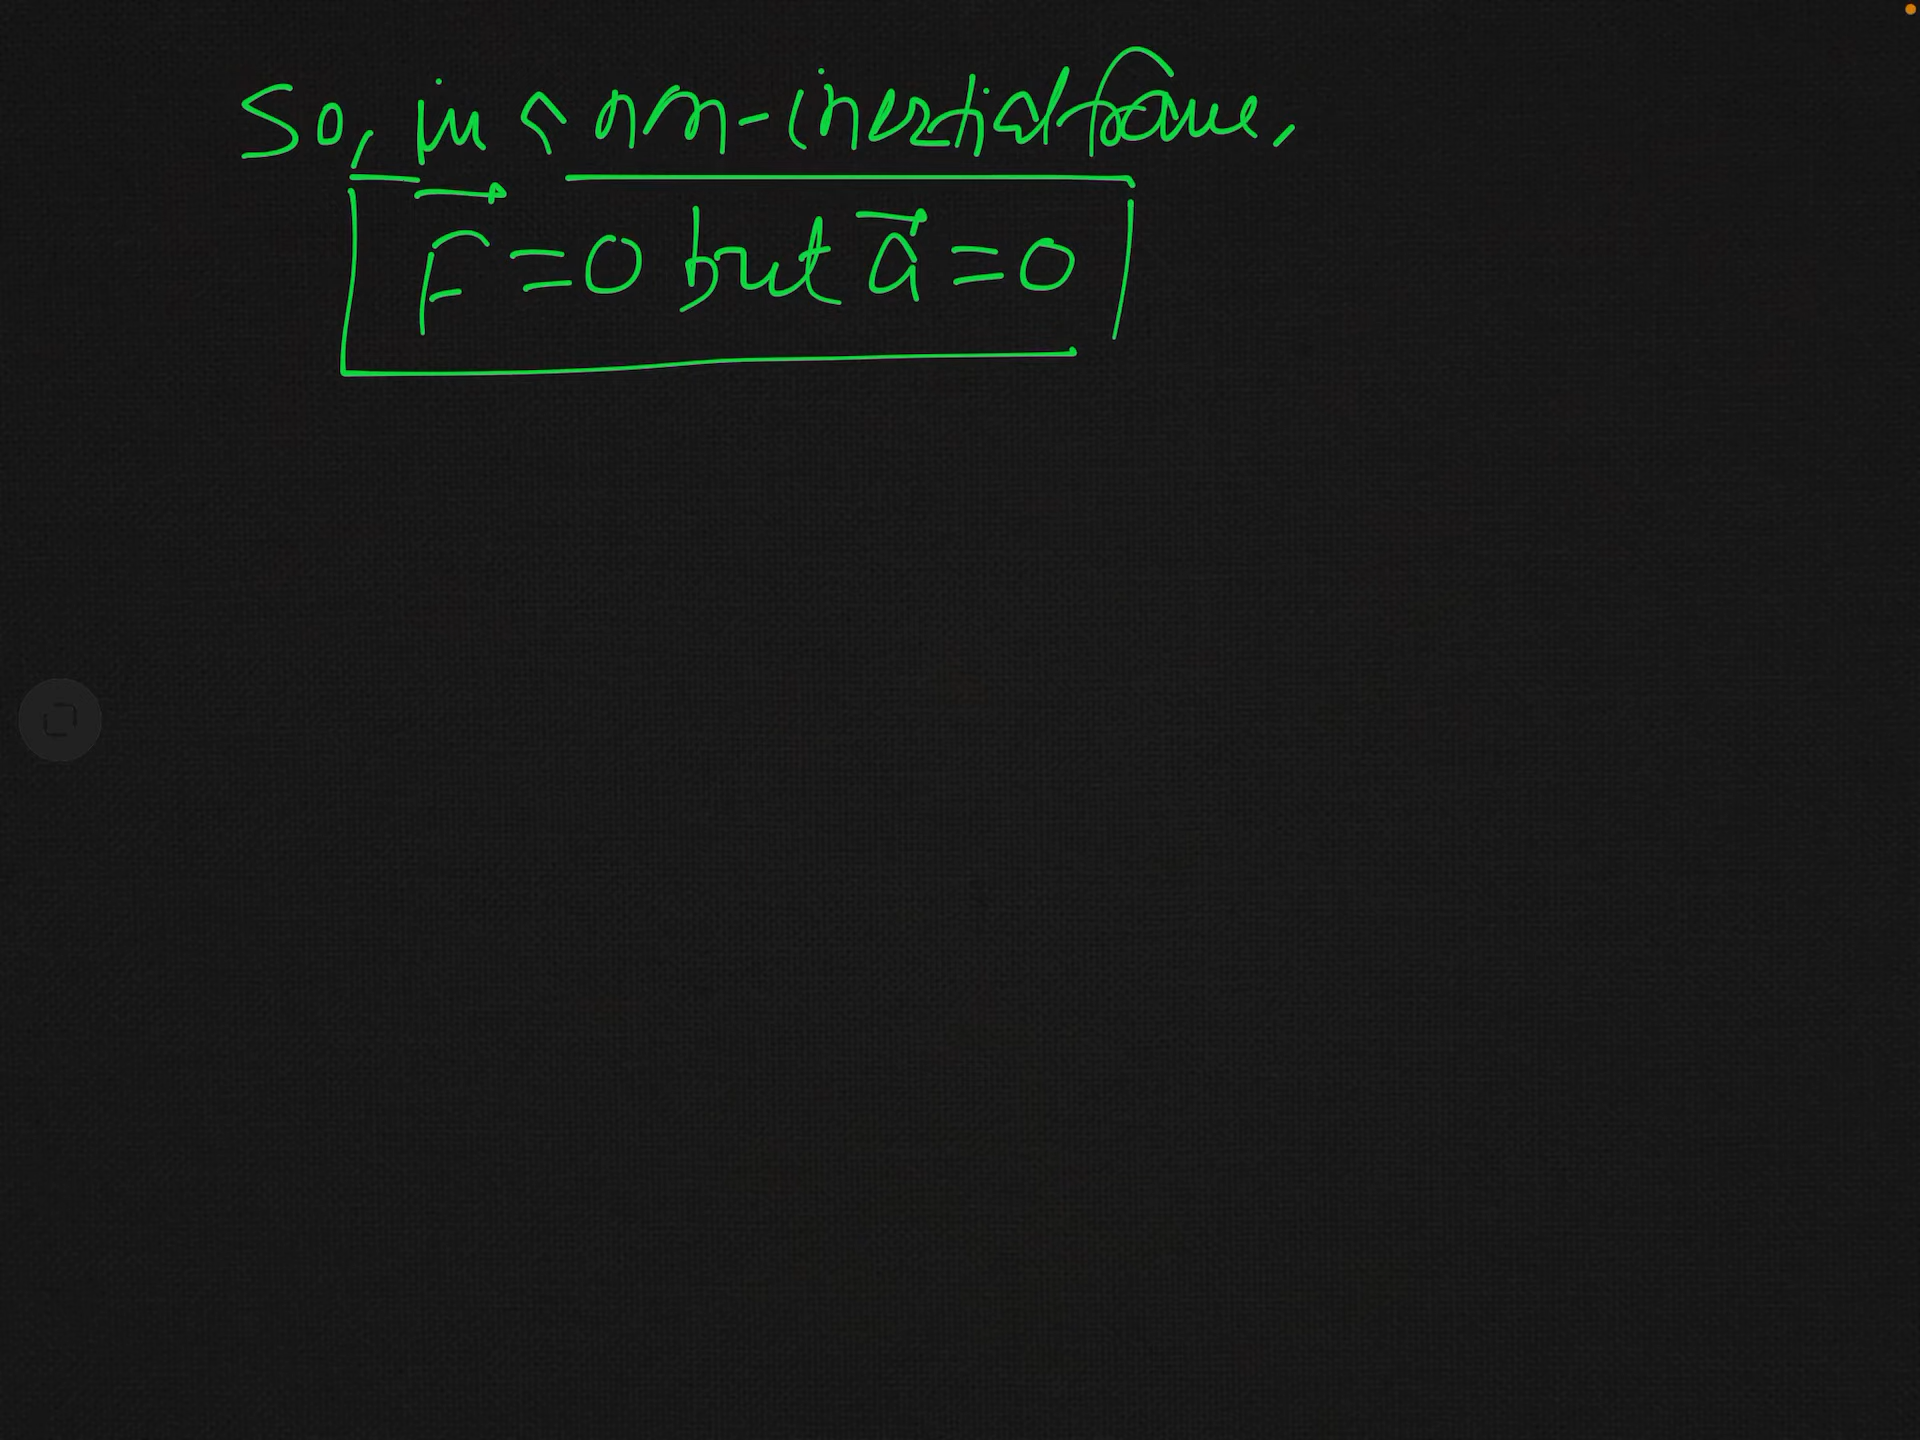 So, in a non-inertial frame,
F⃗ = 0 but a⃗ = 0